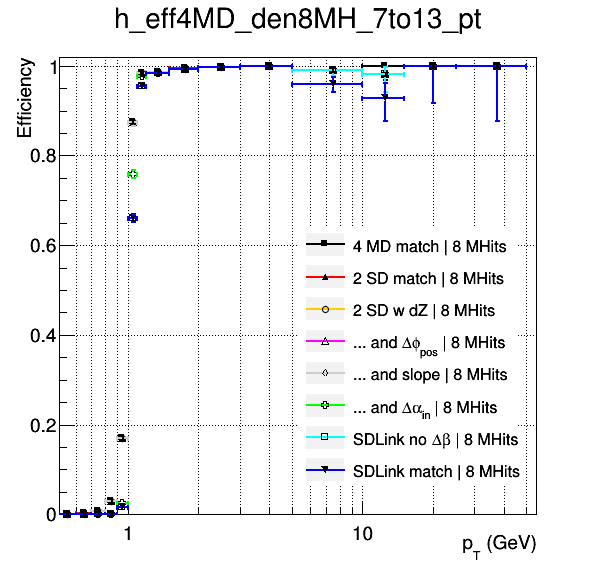 h_eff4MD_den8MH_7to13_pt
Efficiency
1
0.8
0.6
0.4
0.2
0
4 MD match | 8 MHits
2 SD match | 8 MHits
2 SD w dZ | 8 MHits
... and Δϕpos | 8 MHits
... and slope | 8 MHits
... and Δαin | 8 MHits
SDLink no Δβ | 8 MHits
SDLink match | 8 MHits
1 10
pT (GeV)